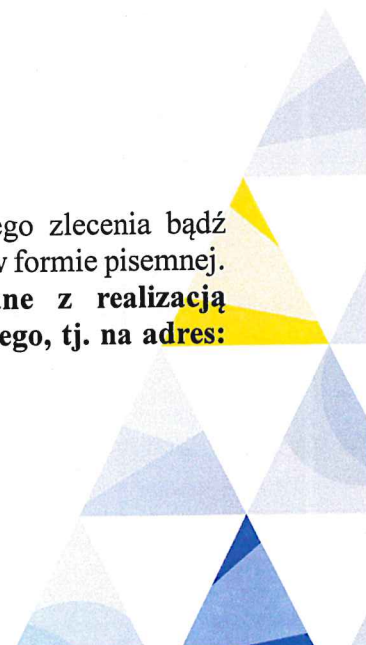 ego zlecenia bądź
w formie pisemnej.
ne z realizacją
ego, tj. na adres: